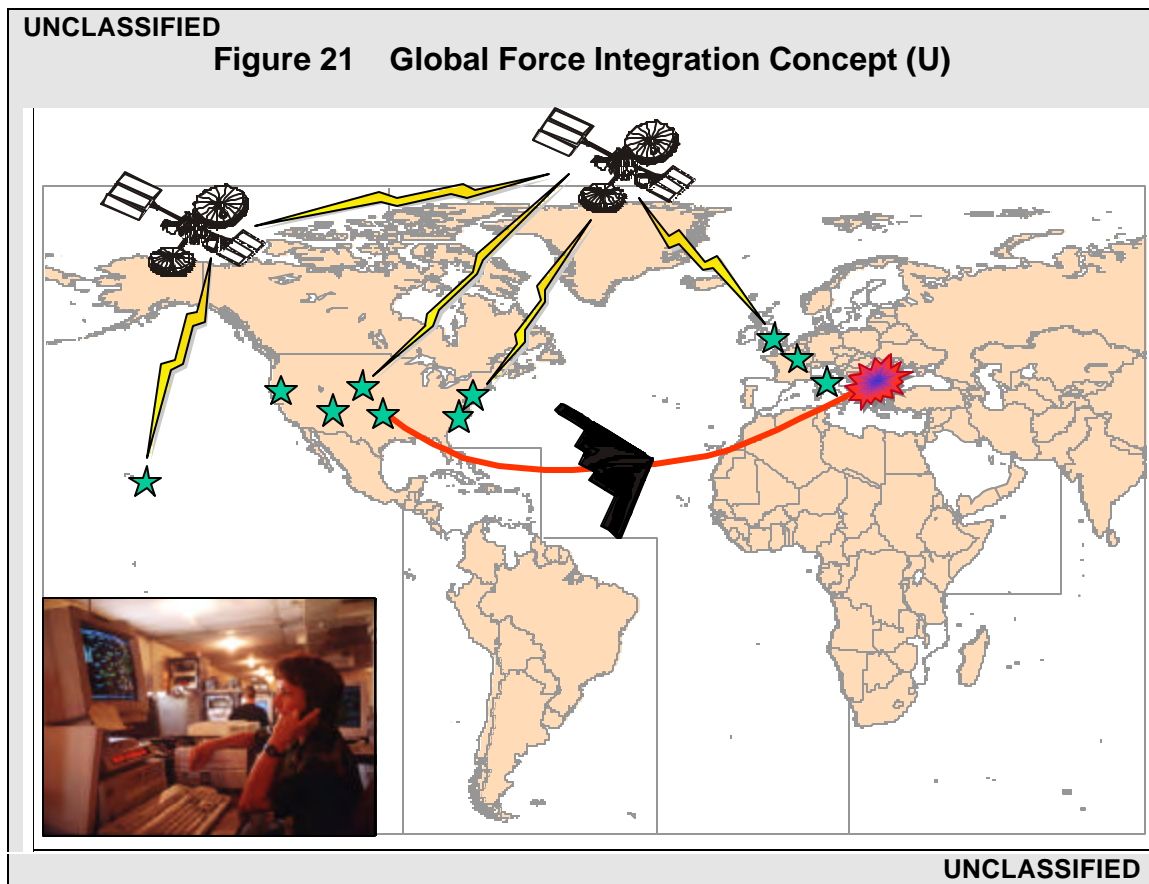 UNCLASSIFIED
Figure 21 Global Force Integration Concept (U)
UNCLASSIFIED